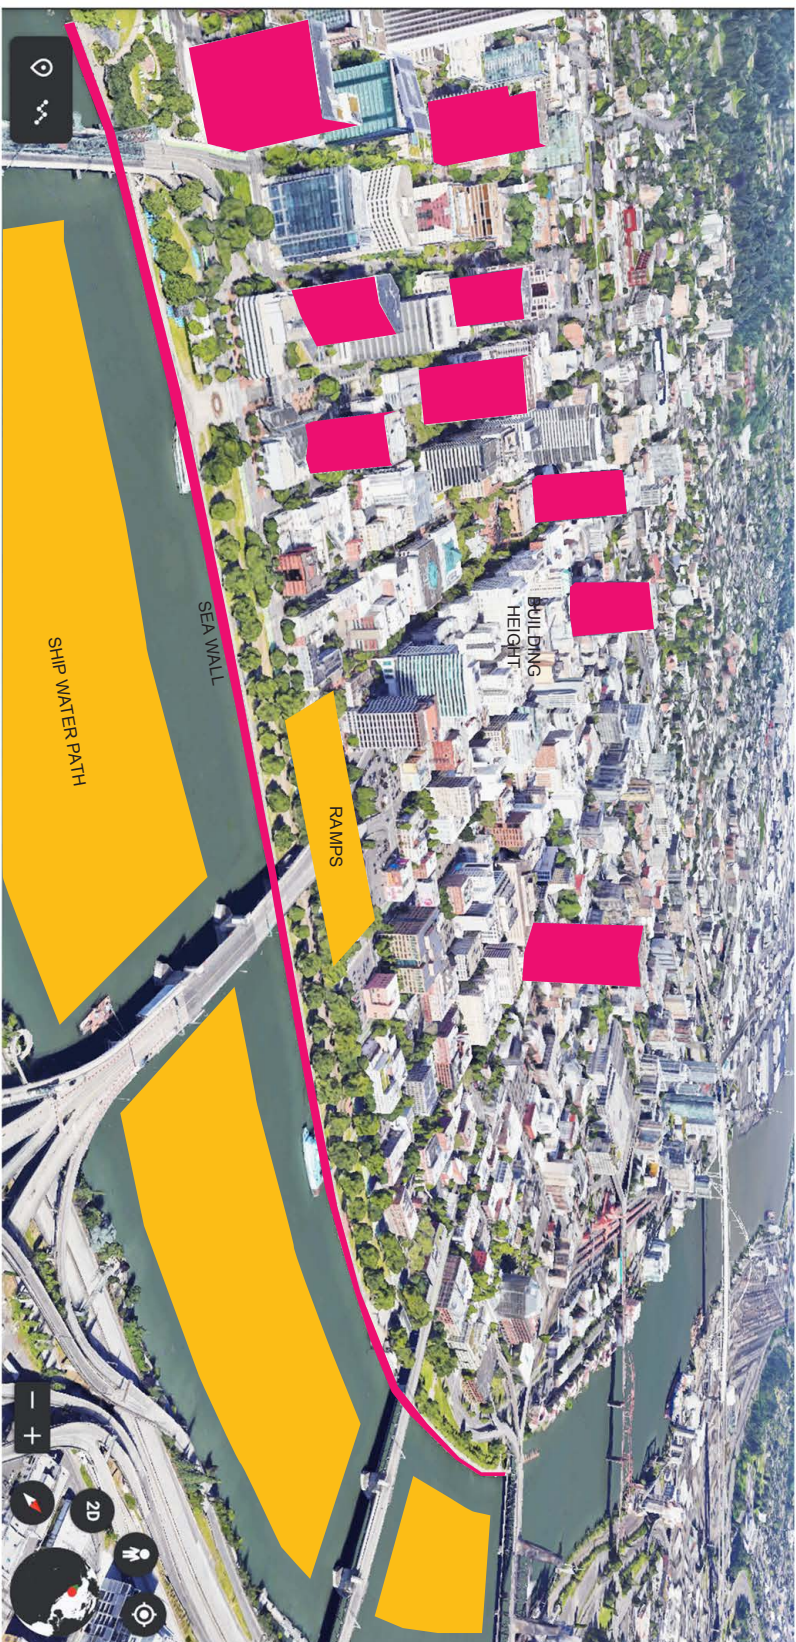 BUILDING
HEIGHT
SEA WALL
SHIP WATER PATH
RAMPS
2D